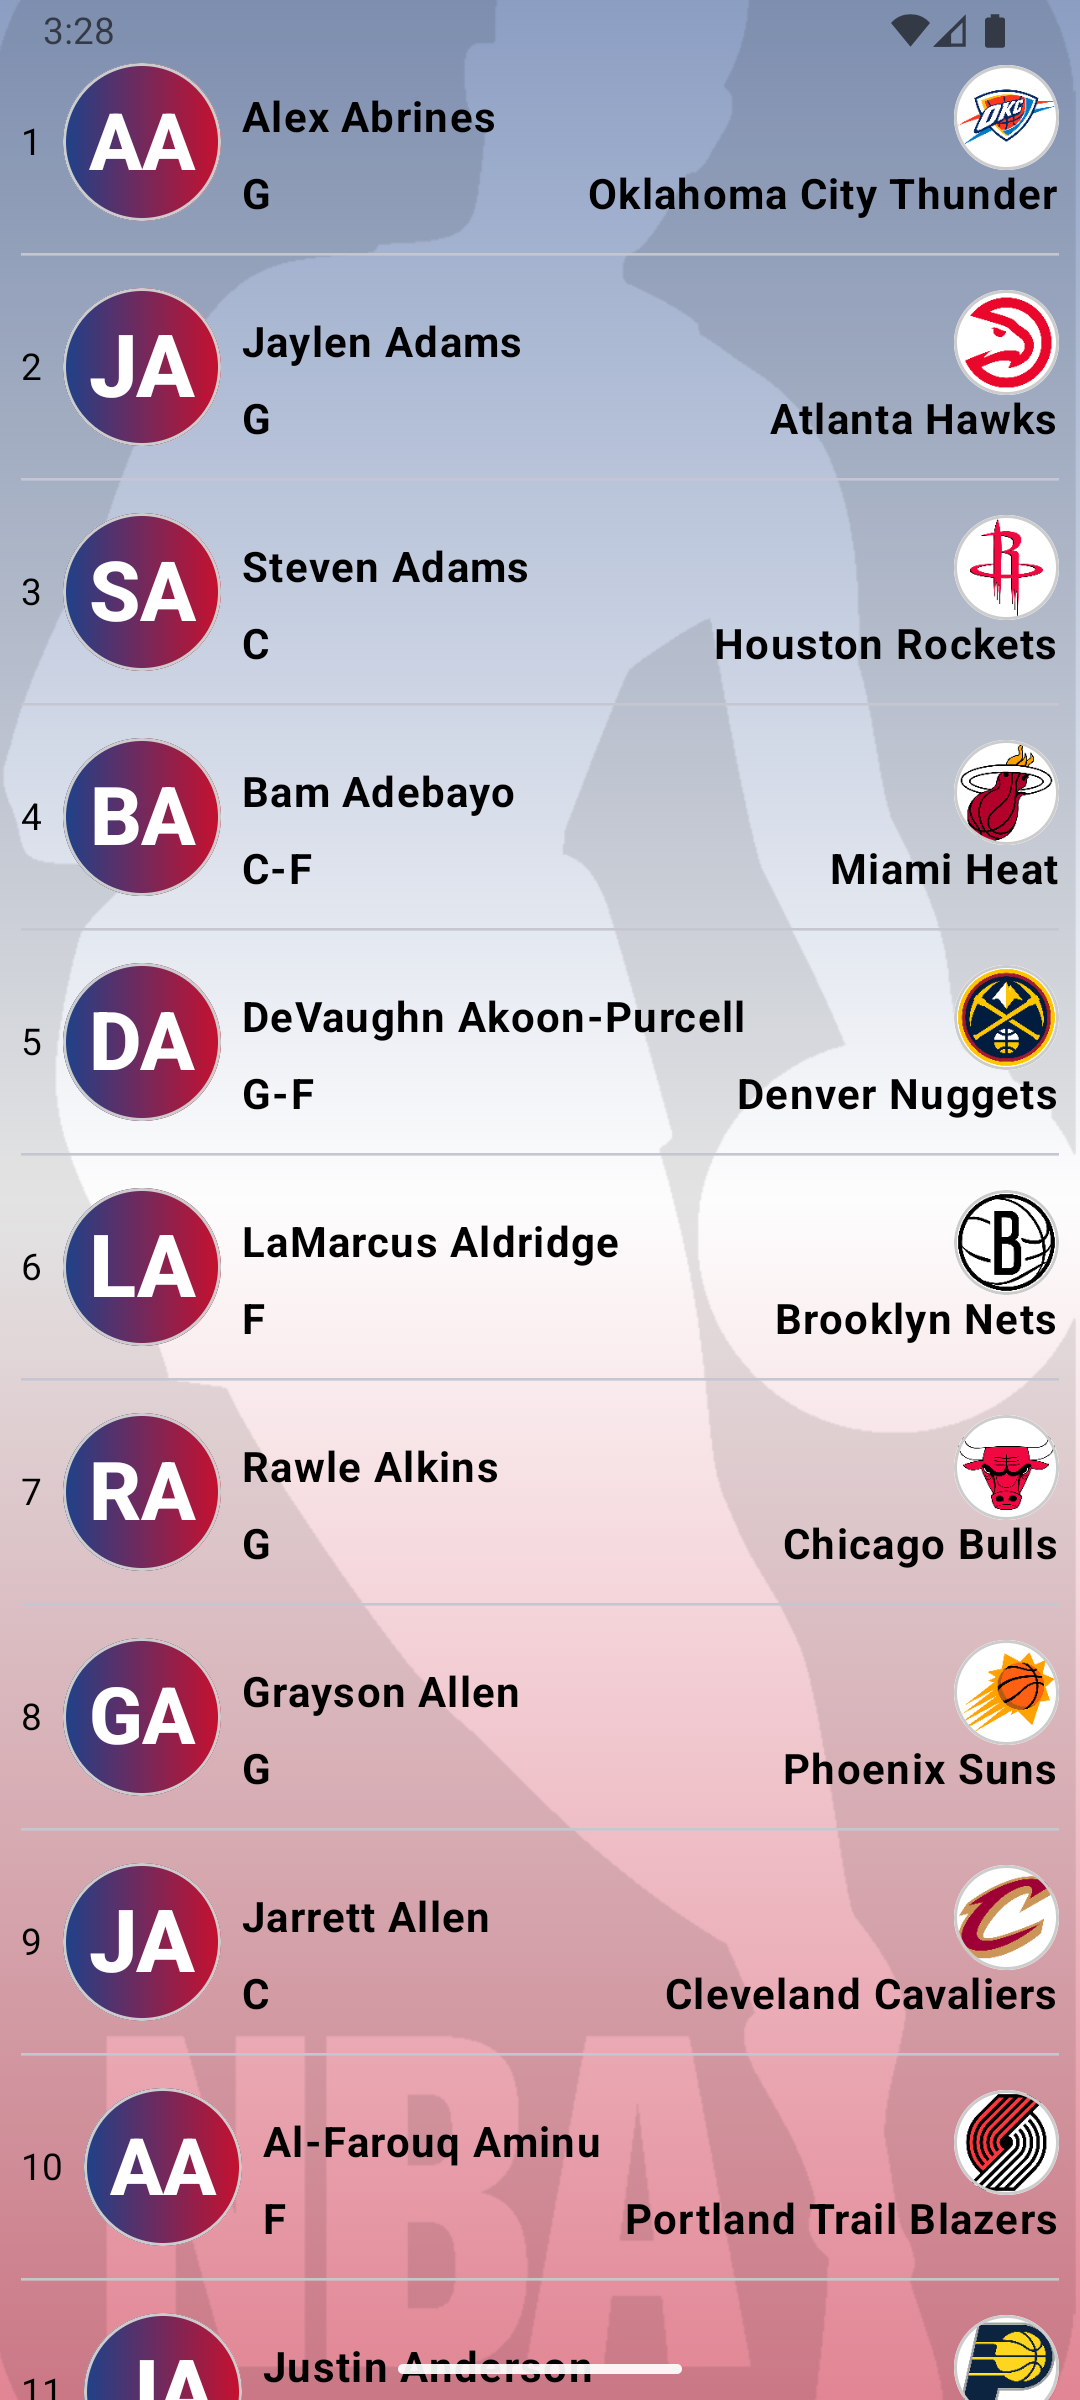 3:28
1
AA
Alex Abrines
G
OKC
Oklahoma City Thunder
2
JA
Jaylen Adams
G
Atlanta Hawks
3
SA
Steven Adams
C
R
Houston Rockets
4
BA
Bam Adebayo
C-F
Miami Heat
5
DA
DeVaughn Akoon-Purcell
G-F
Denver Nuggets
6
LA
LaMarcus Aldridge
F
B
Brooklyn Nets
7
RA
Rawle Alkins
G
Chicago Bulls
8
GA
Grayson Allen
G
Phoenix Suns
9
JA
Jarrett Allen
C
C
Cleveland Cavaliers
10
AA
Al-Farouq Aminu
F
Portland Trail Blazers
NBA
11
JA
Justin Anderson
P